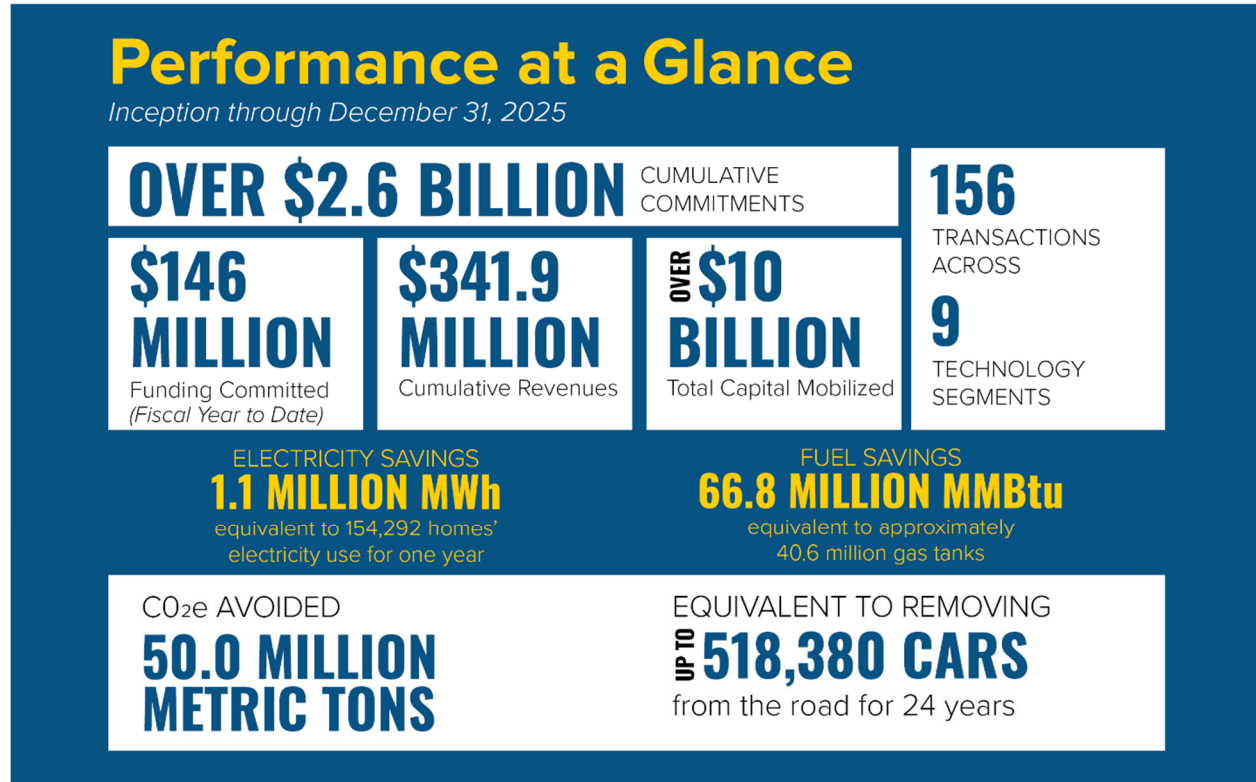 Performance at a Glance
Inception through December 31, 2025
OVER $2.6 BILLION
CUMULATIVE
COMMITMENTS
$146
MILLION
Funding Committed
(Fiscal Year to Date)
$341.9
MILLION
Cumulative Revenues
OVER $10
BILLION
Total Capital Mobilized
156
TRANSACTIONS
ACROSS
9
TECHNOLOGY
SEGMENTS
ELECTRICITY SAVINGS
1.1 MILLION MWh
equivalent to 154,292 homes’
electricity use for one year
FUEL SAVINGS
66.8 MILLION MMBtu
equivalent to approximately
40.6 million gas tanks
CO2e AVOIDED
50.0 MILLION
METRIC TONS
EQUIVALENT TO REMOVING
UP TO 518,380 CARS
from the road for 24 years